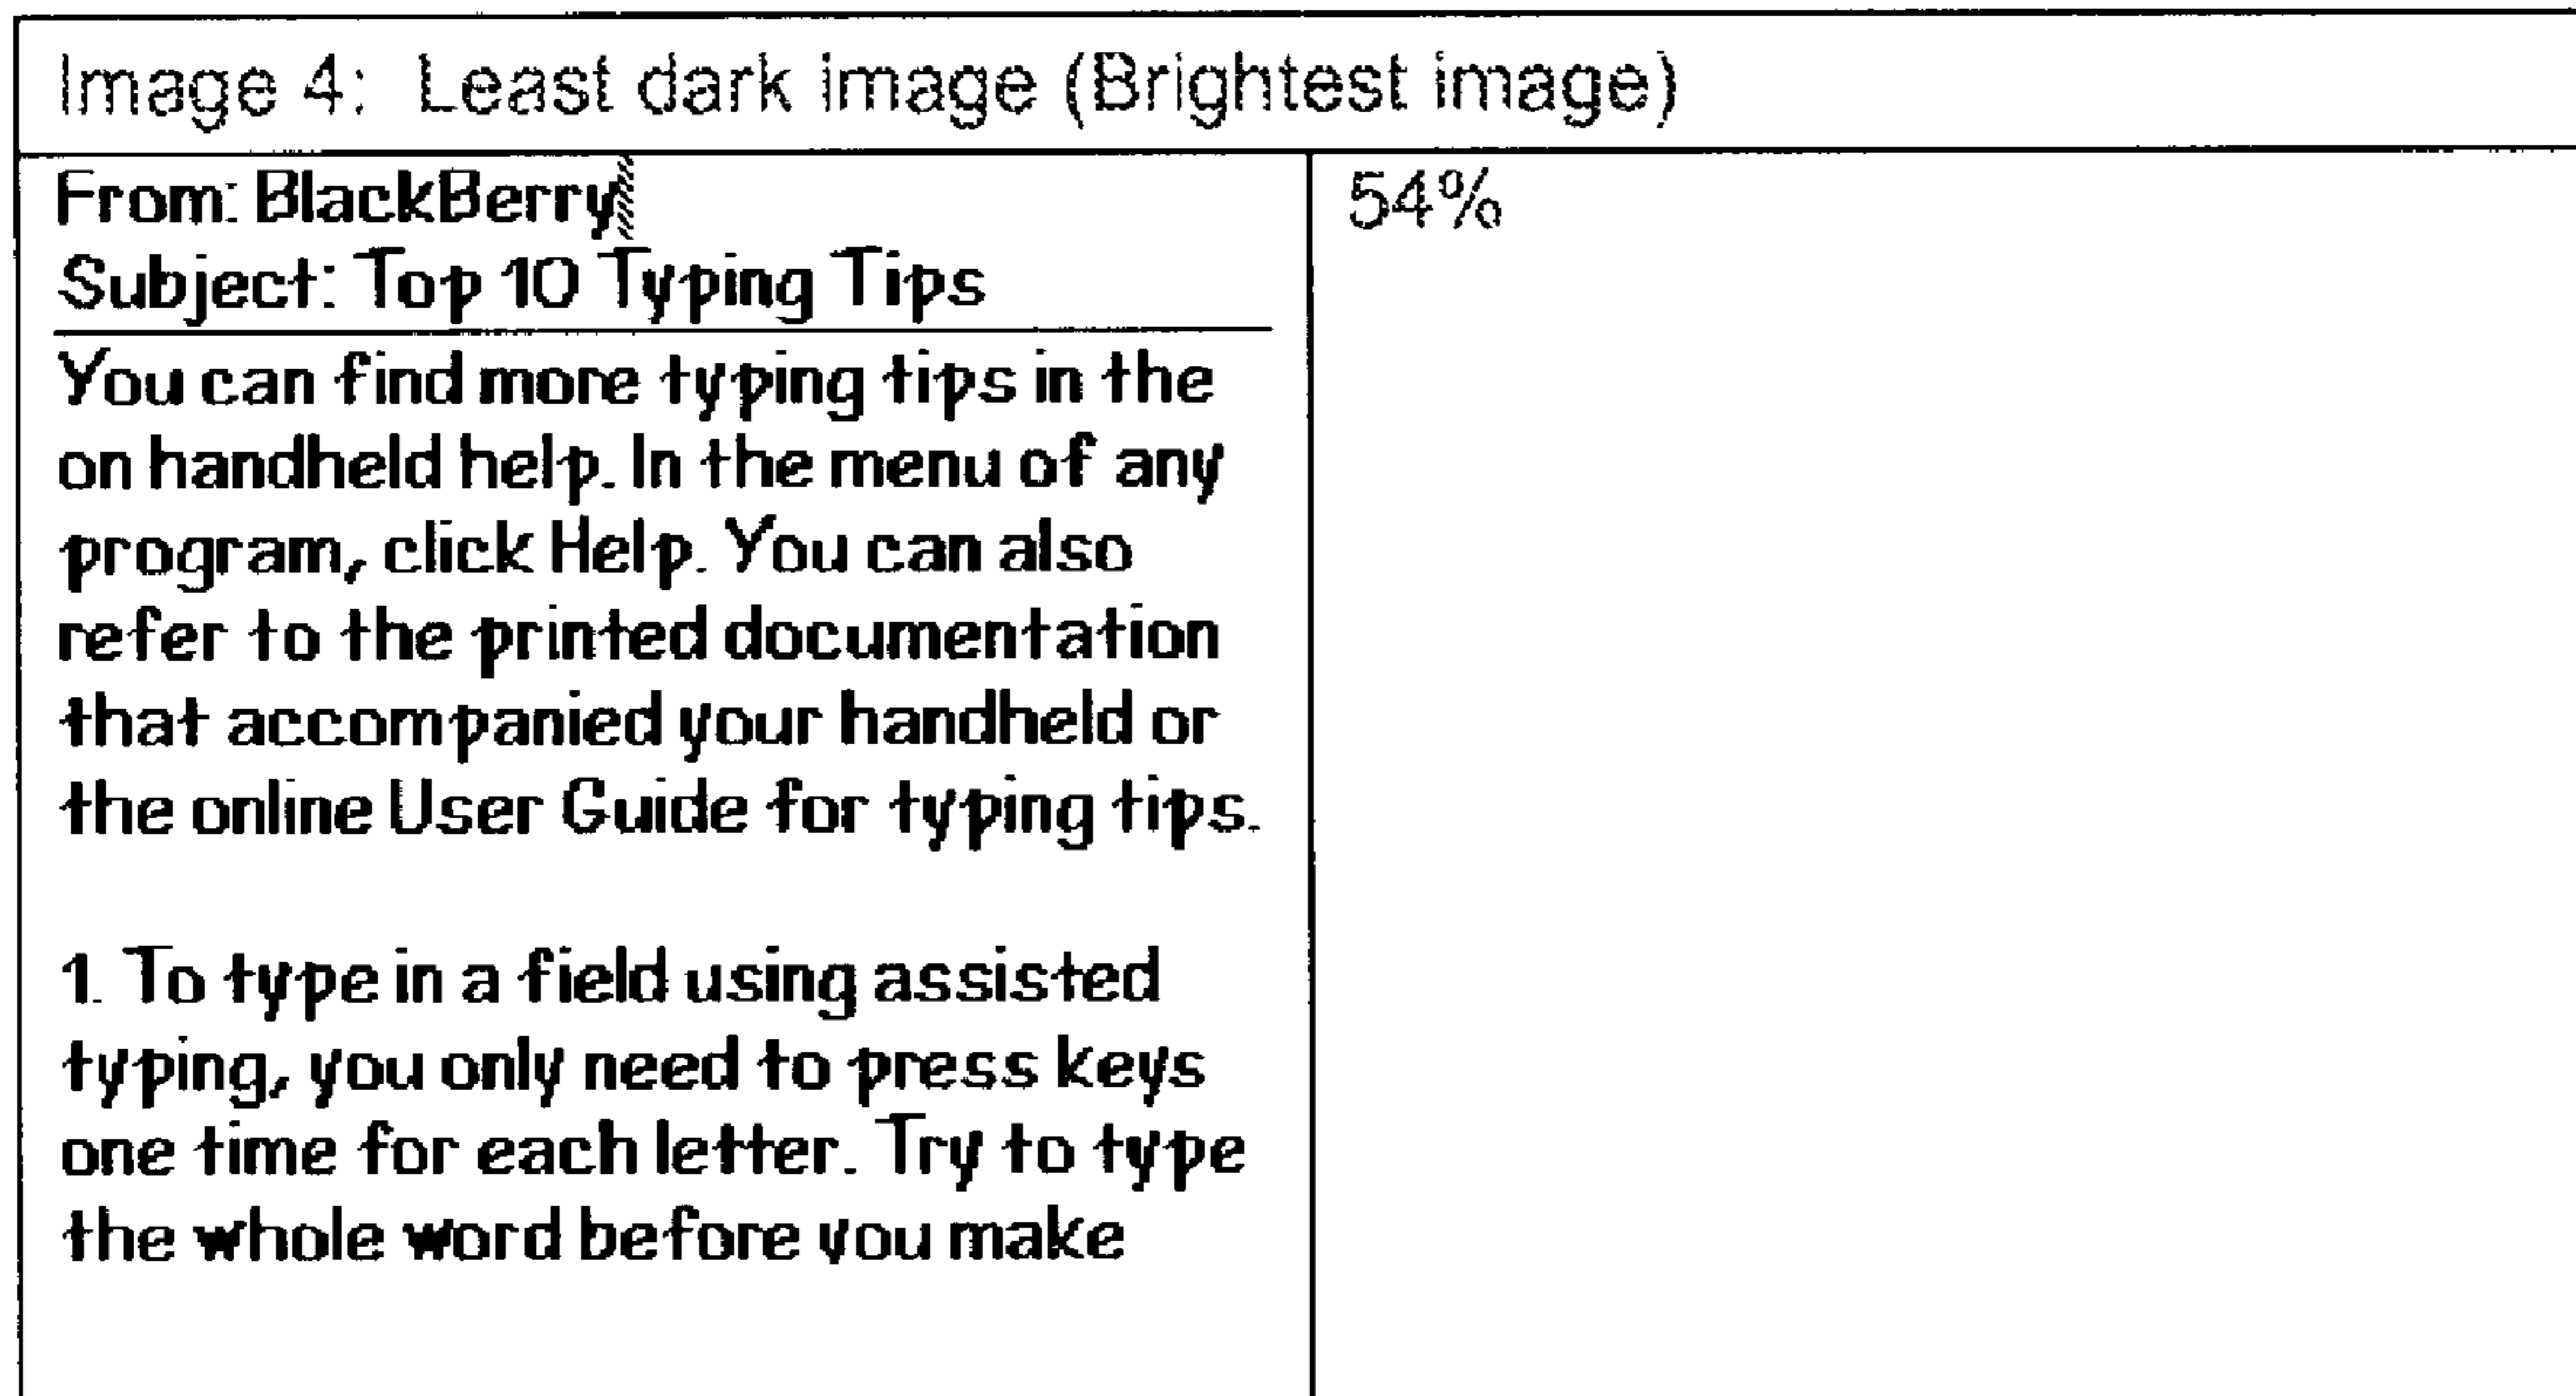 Image 4: Least dark image (Brightest image)
From: BlackBerry
Subject: Top 10 Typing Tips
You can find more typing tips in the
on handheld help. In the menu of any
program, click Help. You can also
refer to the printed documentation
that accompanied your handheld or
the online User Guide for typing tips.
1. To type in a field using assisted
typing, you only need to press keys
one time for each letter. Try to type
the whole word before you make
54%